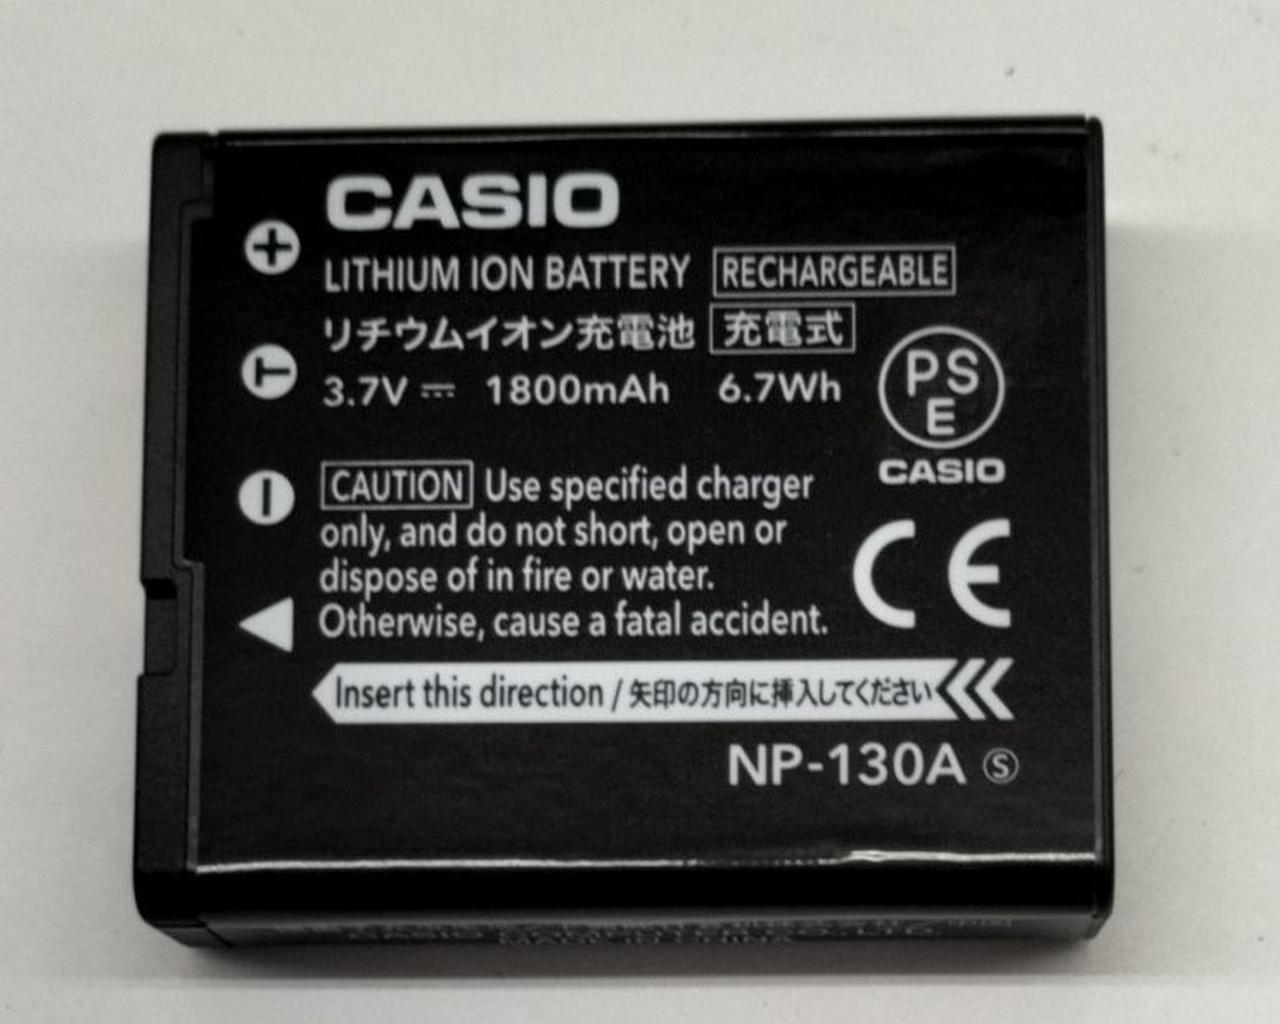 CASIO
LITHIUM ION BATTERY RECHARGEABLE
リチウムイオン充電池 充電式
3.7V 1800mAh 6.7Wh
PS
E
CASIO
CAUTION Use specified charger
only, and do not short, open or
dispose of in fire or water.
Otherwise, cause a fatal accident.
CE
Insert this direction / 矢印の方向に挿入してください
NP-130A Ⓢ